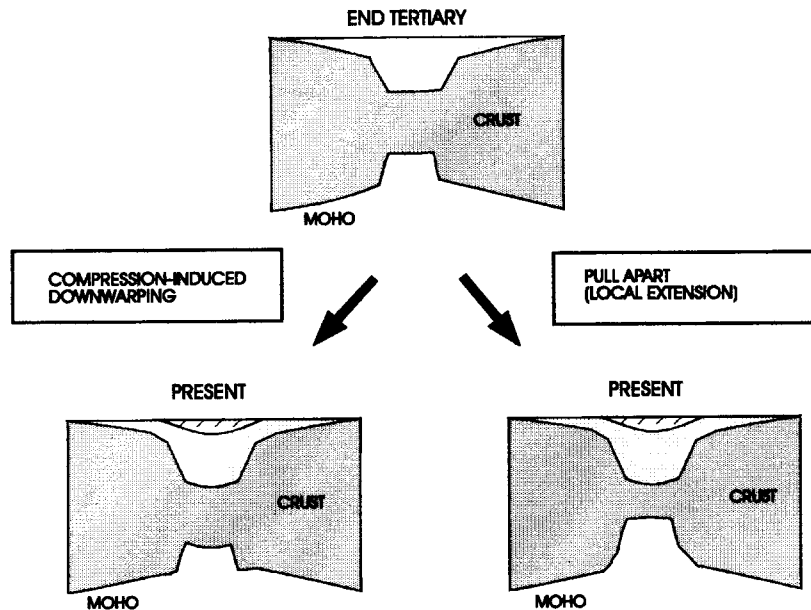 END TERTIARY
CRUST
MOHO
COMPRESSION-INDUCED
DOWNWARPING
PULL APART
(LOCAL EXTENSION)
PRESENT
CRUST
MOHO
PRESENT
CRUST
MOHO